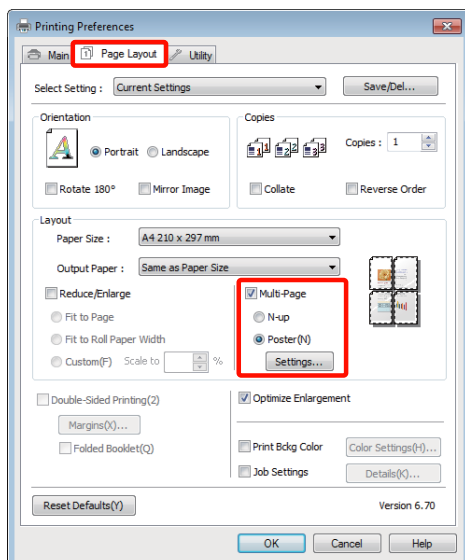 Printing Preferences
Main Page Layout Utility
Select Setting : Current Settings Save/Del...
Orientation Copies
Portrait Landscape Copies : 1
Rotate 180° Mirror Image Collate Reverse Order
Layout
Paper Size : A4 210 x 297 mm
Output Paper : Same as Paper Size
Reduce/Enlarge Multi-Page
Fit to Page N-up
Fit to Roll Paper Width Poster(N)
Custom(F) Scale to % Settings...
Double-Sided Printing(2) Optimize Enlargement
Margins(X)...
Folded Booklet(Q) Print Bckg Color Color Settings(H)...
Job Settings Details(K)...
Reset Defaults(Y) Version 6.70
OK Cancel Help